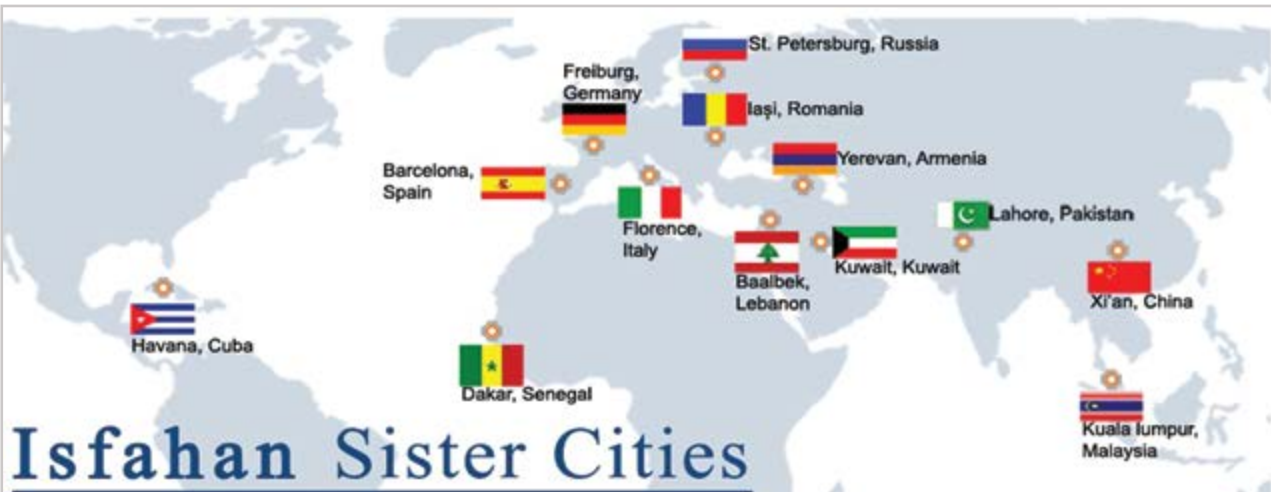 St. Petersburg, Russia
Freiburg,
Germany
Iași, Romania
Yerevan, Armenia
Barcelona,
Spain
Lahore, Pakistan
Florence,
Italy
Kuwait, Kuwait
Baalbek,
Lebanon
Xi'an, China
Havana, Cuba
Dakar, Senegal
Kuala lumpur,
Malaysia
Isfahan Sister Cities